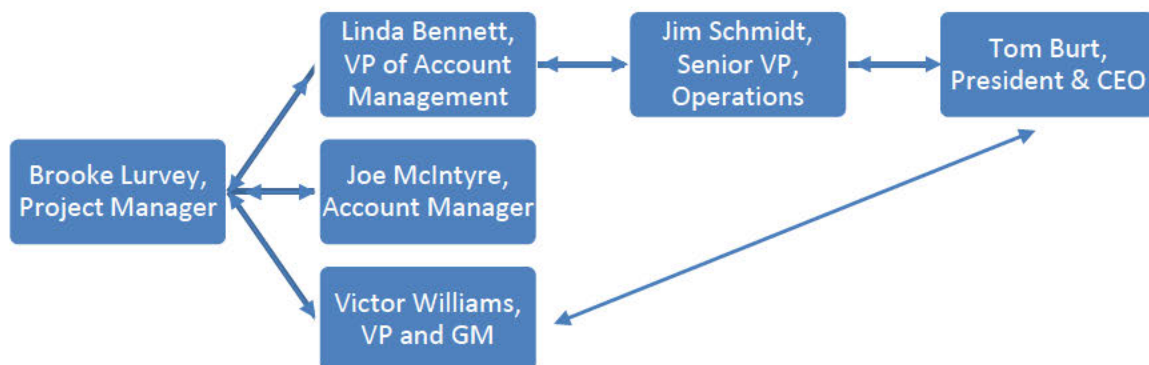 Linda Bennett,
VP of Account
Management
Jim Schmidt,
Senior VP,
Operations
Tom Burt,
President & CEO
Brooke Lurvey,
Project Manager
Joe McIntyre,
Account Manager
Victor Williams,
VP and GM